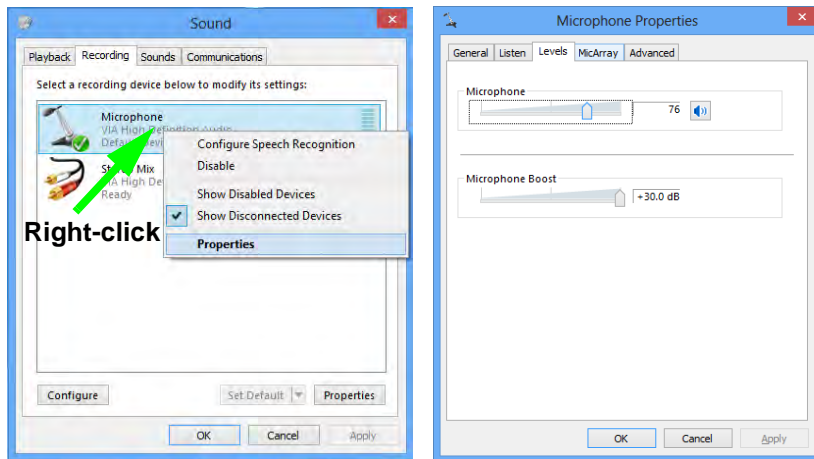 Sound
Playback Recording Sounds Communications
Select a recording device below to modify its settings:
Microphone
VIA High Definition Audio
Configure Speech Recognition
Disable
Mix
Ready
Show Disabled Devices
Show Disconnected Devices
Right-click
Properties
Configure Set Default Properties
OK Cancel Apply
Microphone Properties
General Listen Levels MicArray Advanced
Microphone
76
Microphone Boost
+30.0 dB
OK Cancel Apply